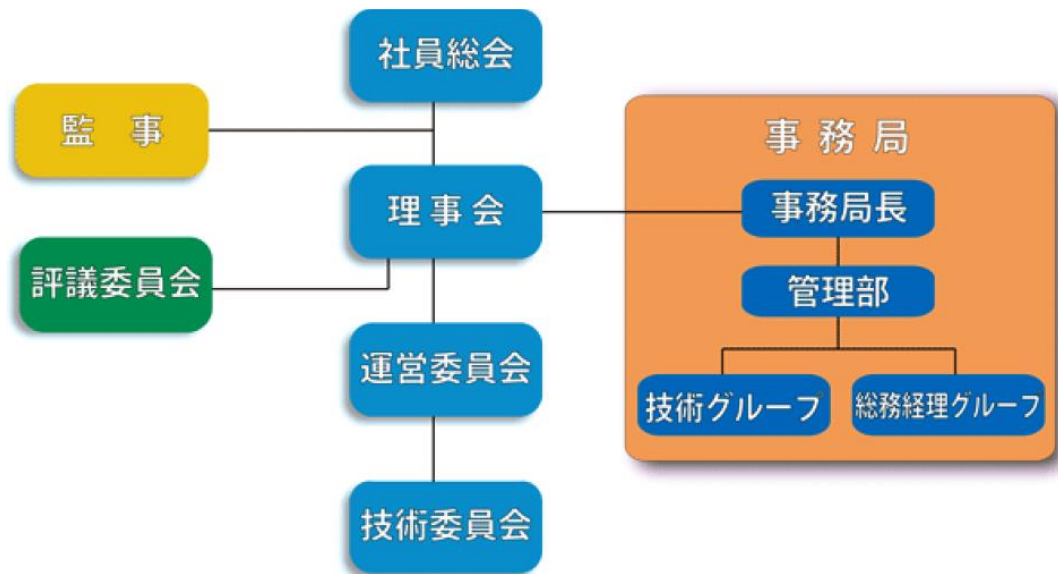 社員総会
監　事
理事会
評議委員会
運営委員会
技術委員会
事務局
事務局長
管理部
技術グループ
総務経理グループ